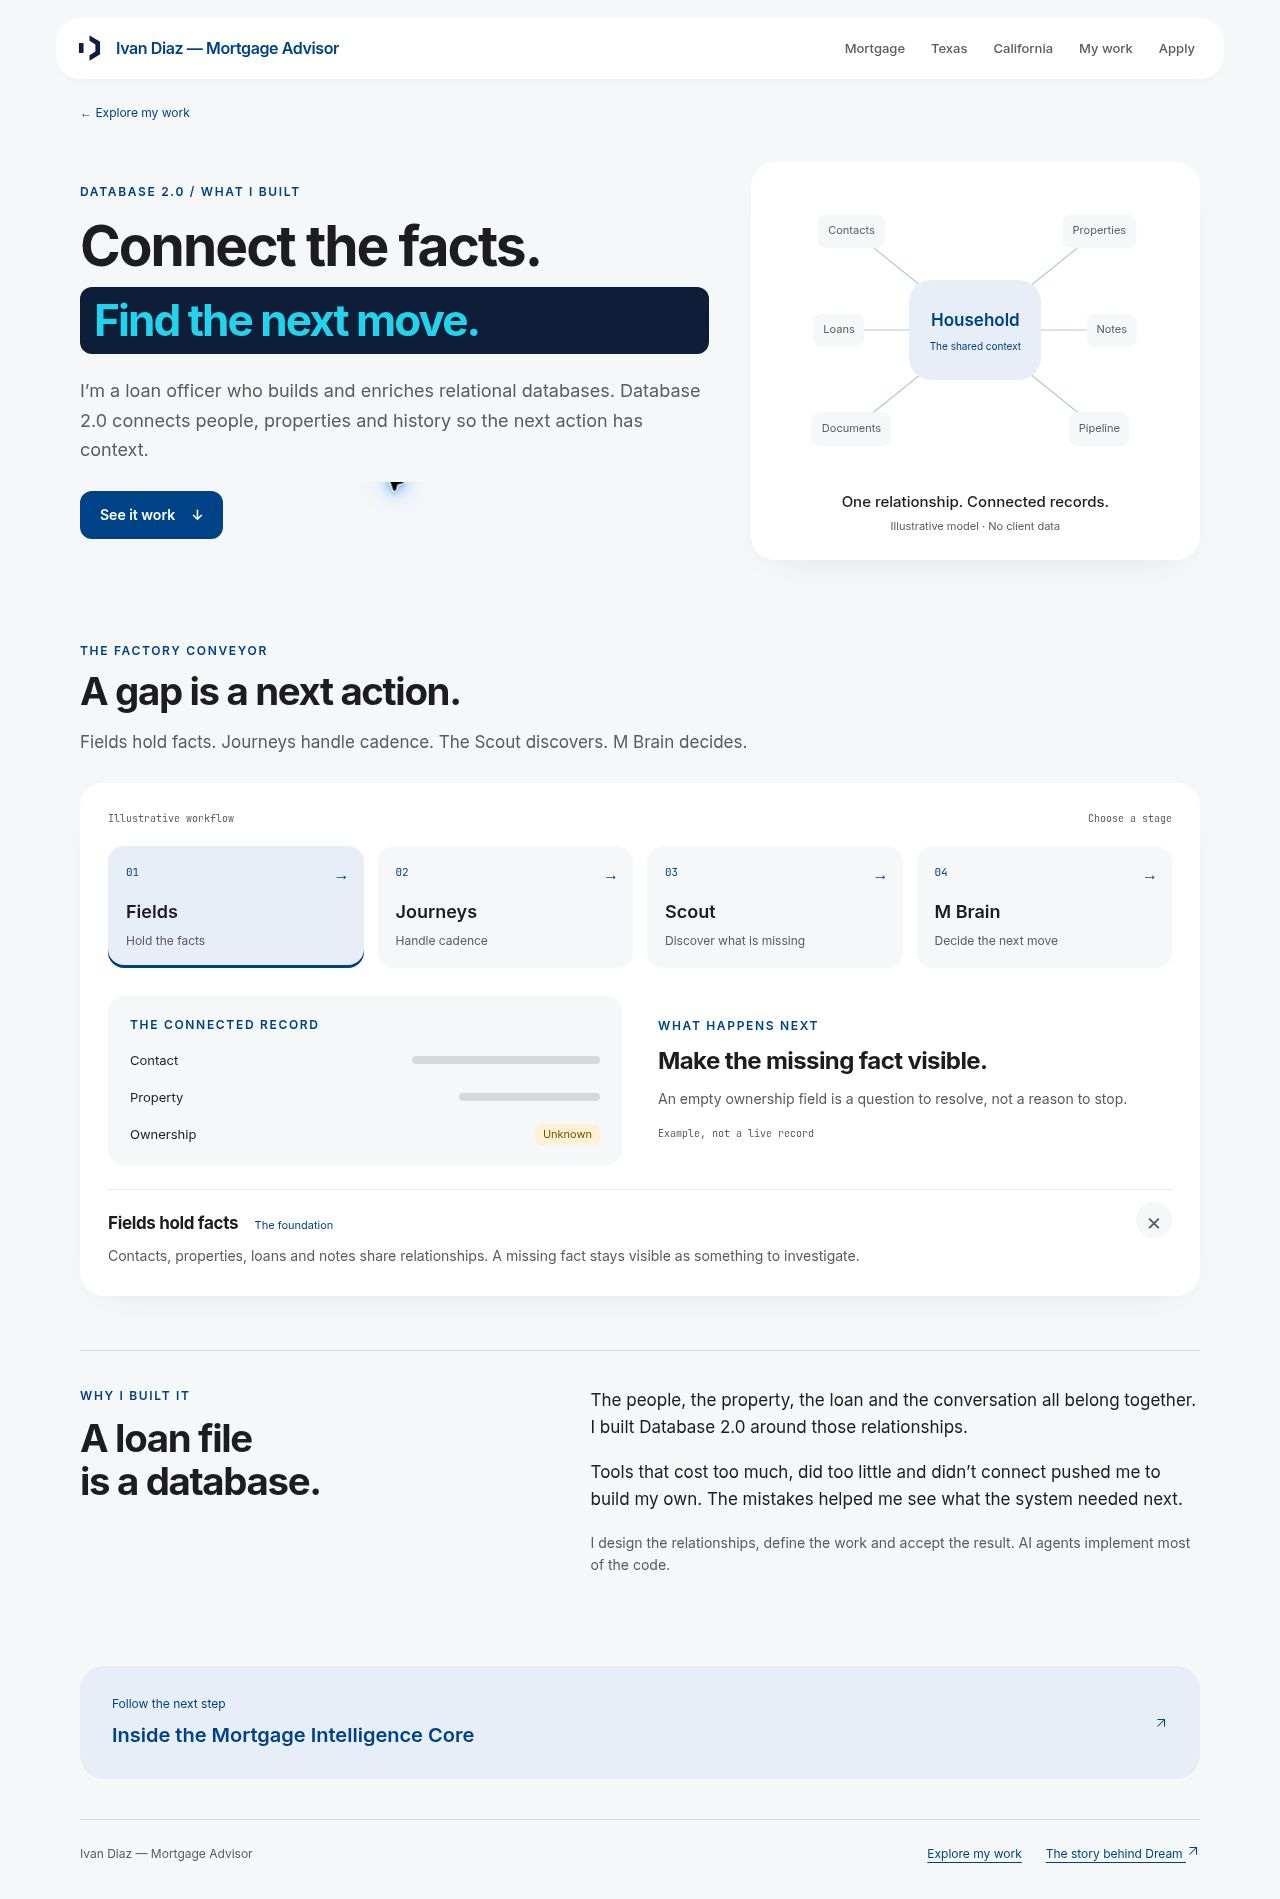 Ivan Diaz — Mortgage Advisor
Mortgage
Texas
California
My work
Apply
← Explore my work
DATABASE 2.0 / WHAT I BUILT
Connect the facts.
Find the next move.
I’m a loan officer who builds and enriches relational databases. Database
2.0 connects people, properties and history so the next action has
context.
See it work ↓
Contacts
Properties
Loans
Household
The shared context
Notes
Documents
Pipeline
One relationship. Connected records.
Illustrative model · No client data
THE FACTORY CONVEYOR
A gap is a next action.
Fields hold facts. Journeys handle cadence. The Scout discovers. M Brain decides.
Illustrative workflow
Choose a stage
01 →
Fields
Hold the facts
02 →
Journeys
Handle cadence
03 →
Scout
Discover what is missing
04 →
M Brain
Decide the next move
THE CONNECTED RECORD
Contact
Property
Ownership
Unknown
WHAT HAPPENS NEXT
Make the missing fact visible.
An empty ownership field is a question to resolve, not a reason to stop.
Example, not a live record
Fields hold facts The foundation
×
Contacts, properties, loans and notes share relationships. A missing fact stays visible as something to investigate.
WHY I BUILT IT
A loan file
is a database.
The people, the property, the loan and the conversation all belong together.
I built Database 2.0 around those relationships.
Tools that cost too much, did too little and didn’t connect pushed me to
build my own. The mistakes helped me see what the system needed next.
I design the relationships, define the work and accept the result. AI agents implement most
of the code.
Follow the next step
Inside the Mortgage Intelligence Core
Ivan Diaz — Mortgage Advisor
Explore my work
The story behind Dream